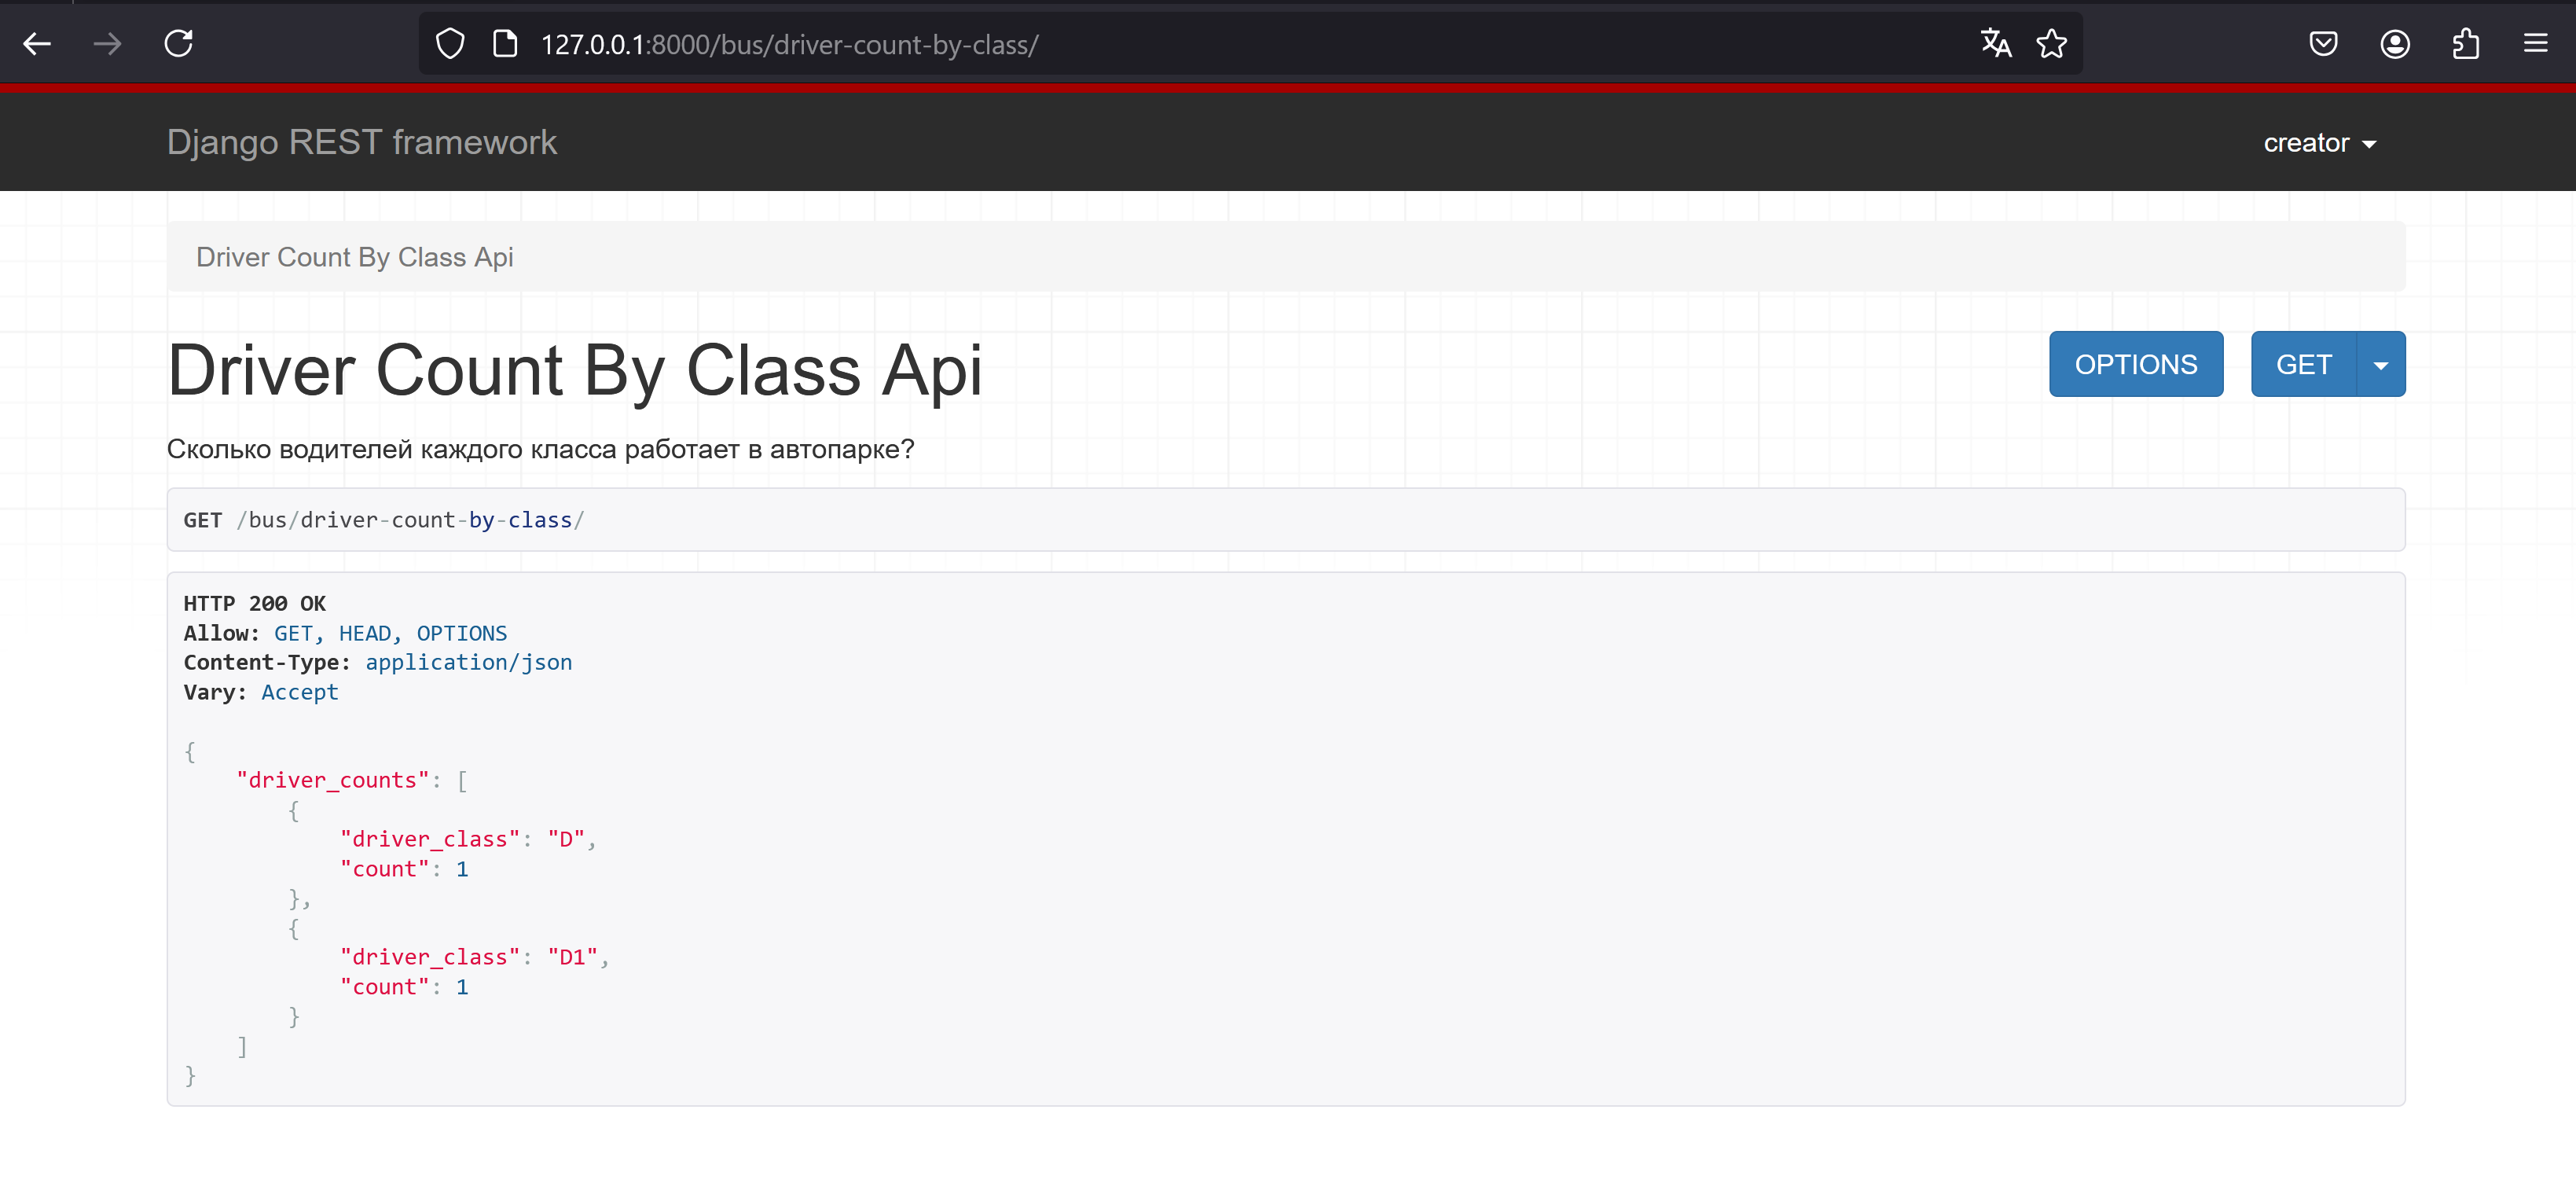 127.0.0.1:8000/bus/driver-count-by-class/
Django REST framework
creator
Driver Count By Class Api
Driver Count By Class Api
OPTIONS
GET
Сколько водителей каждого класса работает в автопарке?
GET /bus/driver-count-by-class/
HTTP 200 OK
Allow: GET, HEAD, OPTIONS
Content-Type: application/json
Vary: Accept
{
    "driver_counts": [
        {
            "driver_class": "D",
            "count": 1
        },
        {
            "driver_class": "D1",
            "count": 1
        }
    ]
}